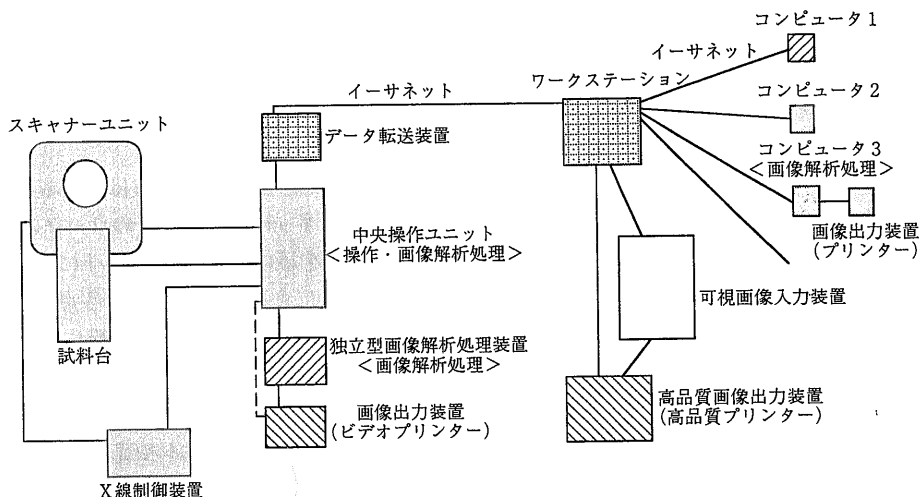 コンピュータ1
イーサネット
ワークステーション
イーサネット
コンピュータ2
スキャナーユニット
データ転送装置
コンピュータ3
<画像解析処理>
中央操作ユニット
<操作・画像解析処理>
画像出力装置
(プリンター)
可視画像入力装置
試料台
独立型画像解析処理装置
<画像解析処理>
高品質画像出力装置
(高品質プリンター)
画像出力装置
(ビデオプリンター)
X線制御装置